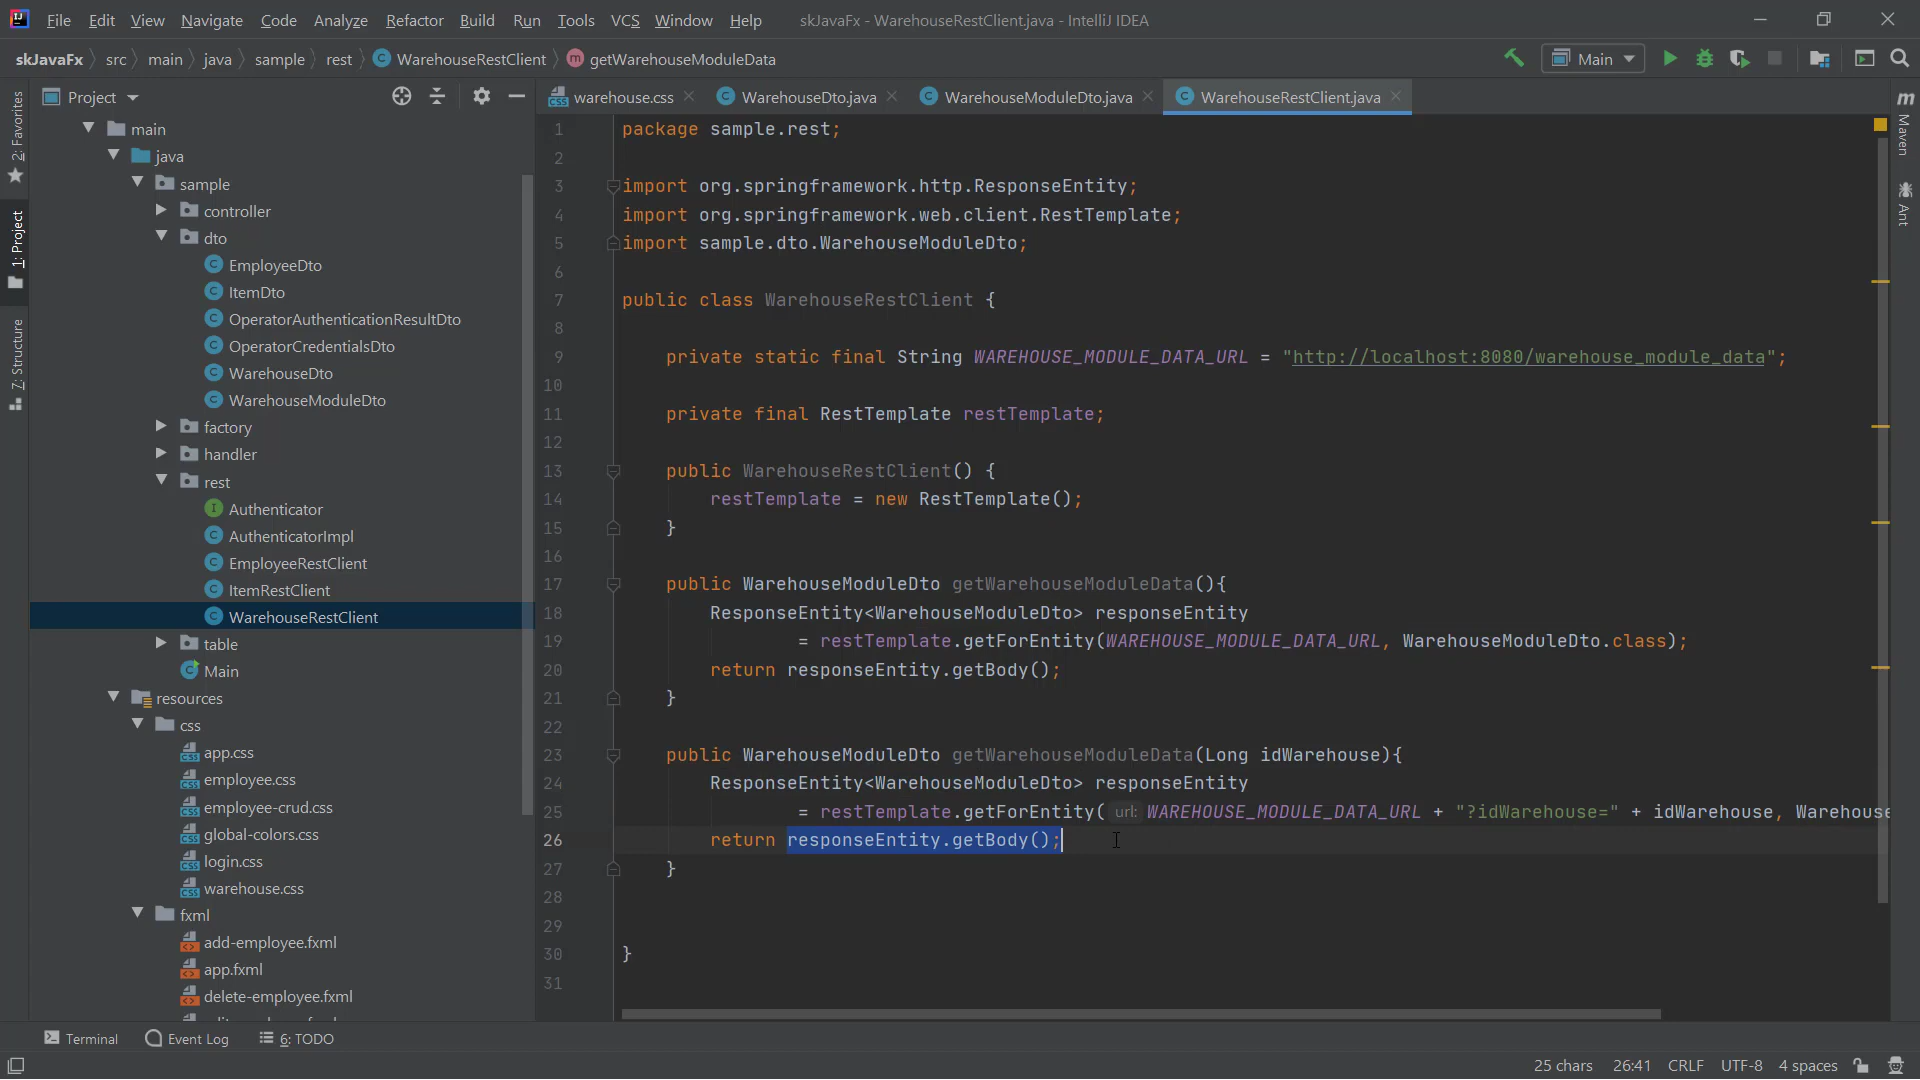 File Edit View Navigate Code Analyze Refactor Build Run Tools VCS Window Help skJavaFx - WarehouseRestClient.java - IntelliJ IDEA
skJavaFx src main java sample rest WarehouseRestClient getWarehouseModuleData Main
Project
warehouse.css WarehouseDto.java WarehouseModuleDto.java WarehouseRestClient.java
2: Favorites
1: Project
7: Structure
main
java
sample
controller
dto
EmployeeDto
ItemDto
OperatorAuthenticationResultDto
OperatorCredentialsDto
WarehouseDto
WarehouseModuleDto
factory
handler
rest
Authenticator
AuthenticatorImpl
EmployeeRestClient
ItemRestClient
WarehouseRestClient
table
Main
resources
css
app.css
employee.css
employee-crud.css
global-colors.css
login.css
warehouse.css
fxml
add-employee.fxml
app.fxml
delete-employee.fxml
1 package sample.rest;
2
3 import org.springframework.http.ResponseEntity;
4 import org.springframework.web.client.RestTemplate;
5 import sample.dto.WarehouseModuleDto;
6
7 public class WarehouseRestClient {
8
9 private static final String WAREHOUSE_MODULE_DATA_URL = "http://localhost:8080/warehouse_module_data";
10
11 private final RestTemplate restTemplate;
12
13 public WarehouseRestClient() {
14 restTemplate = new RestTemplate();
15 }
16
17 public WarehouseModuleDto getWarehouseModuleData(){
18 ResponseEntity<WarehouseModuleDto> responseEntity
19 = restTemplate.getForEntity(WAREHOUSE_MODULE_DATA_URL, WarehouseModuleDto.class);
20 return responseEntity.getBody();
21 }
22
23 public WarehouseModuleDto getWarehouseModuleData(Long idWarehouse){
24 ResponseEntity<WarehouseModuleDto> responseEntity
25 = restTemplate.getForEntity( url: WAREHOUSE_MODULE_DATA_URL + "?idWarehouse=" + idWarehouse, Warehouse
26 return responseEntity.getBody();
27 }
28
29
30 }
31
m Maven
Ant
Terminal Event Log 6: TODO
25 chars 26:41 CRLF UTF-8 4 spaces